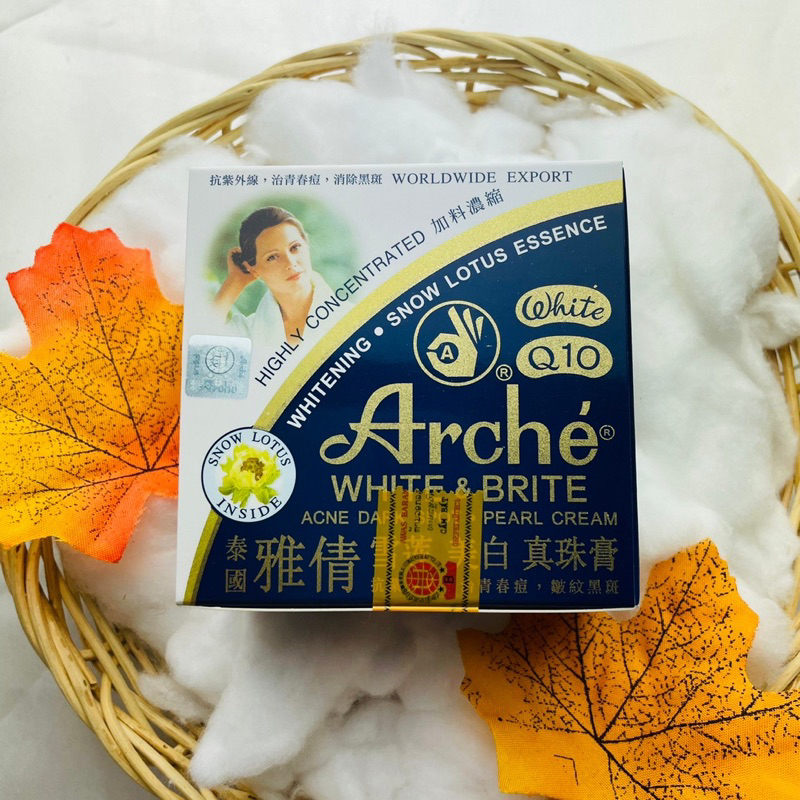 抗紫外線，治青春痘，消除黑斑 WORLDWIDE EXPORT
HIGHLY CONCENTRATED 加料濃縮
WHITENING • SNOW LOTUS ESSENCE
A
White
Q10
Arché
WHITE & BRITE
ACNE PEARL CREAM
SNOW LOTUS
INSIDE
泰國
雅倩 白 真珠膏
青春痘，皺紋黑斑